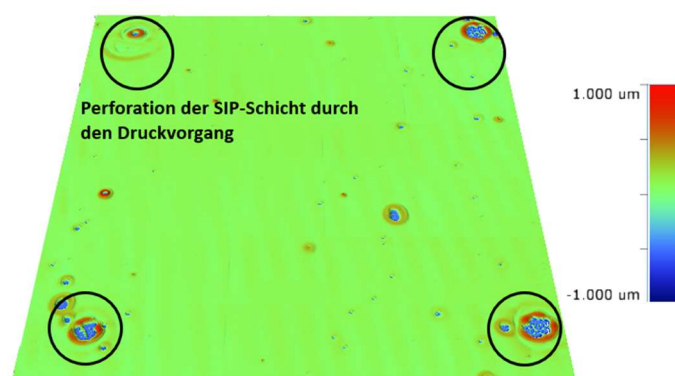 Perforation der SIP-Schicht durch
den Druckvorgang
1.000 um
-1.000 um